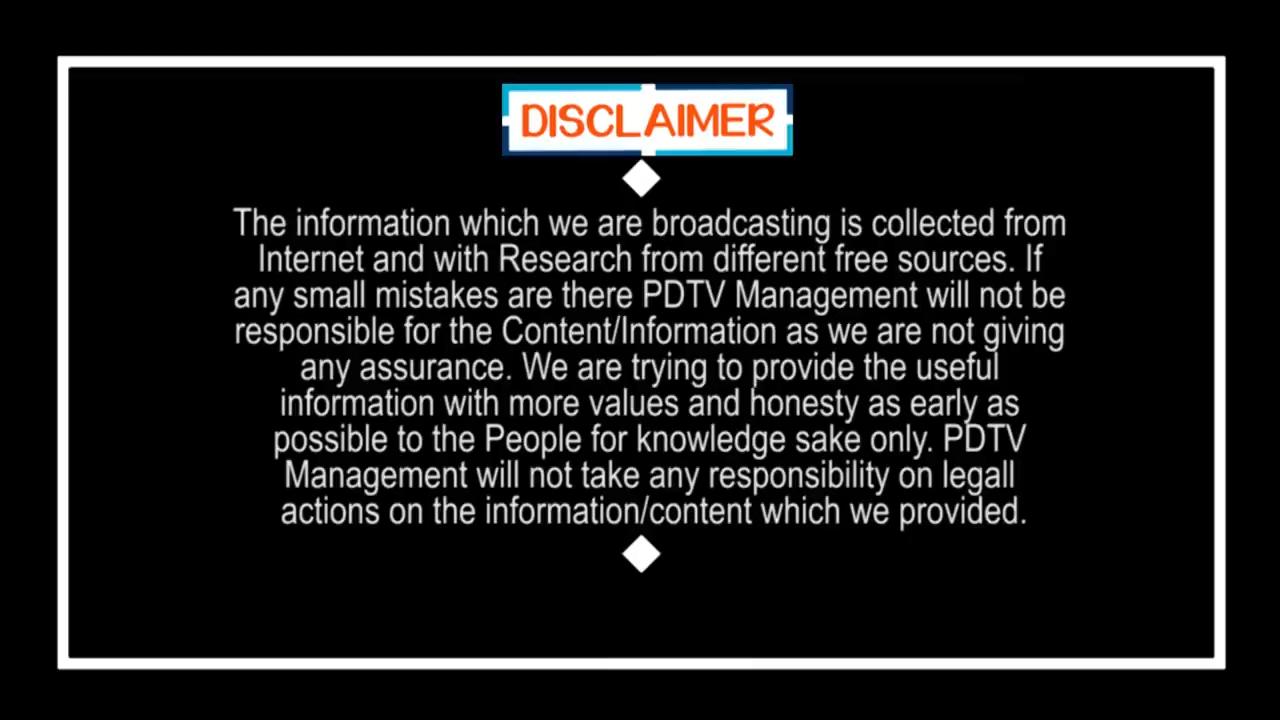 DISCLAIMER
The information which we are broadcasting is collected from
Internet and with Research from different free sources. If
any small mistakes are there PDTV Management will not be
responsible for the Content/Information as we are not giving
any assurance. We are trying to provide the useful
information with more values and honesty as early as
possible to the People for knowledge sake only. PDTV
Management will not take any responsibility on legall
actions on the information/content which we provided.